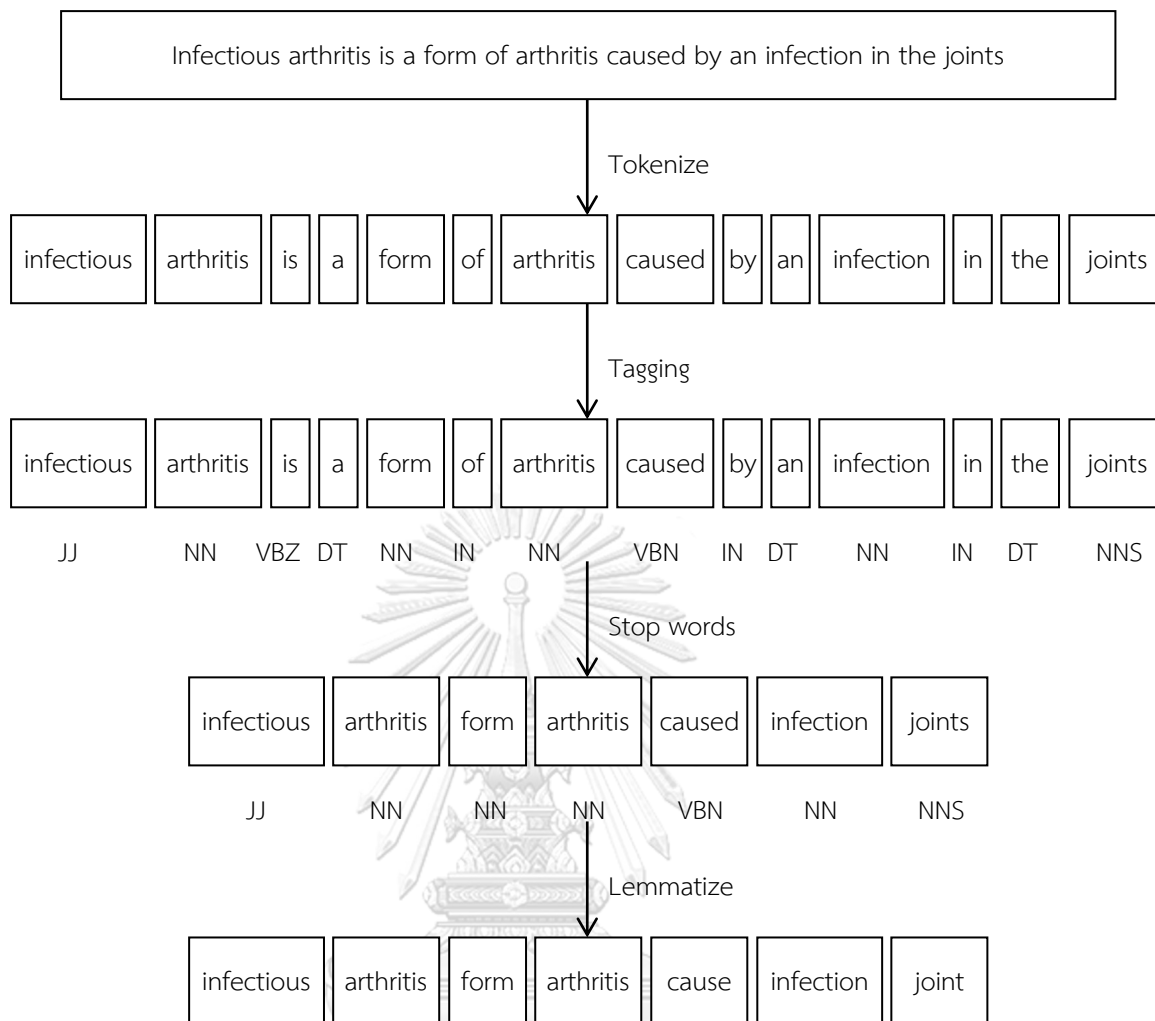 Infectious arthritis is a form of arthritis caused by an infection in the joints
Tokenize
infectious arthritis is a form of arthritis caused by an infection in the joints
Tagging
infectious arthritis is a form of arthritis caused by an infection in the joints
JJ NN VBZ DT NN IN NN VBN IN DT NN IN DT NNS
Stop words
infectious arthritis form arthritis caused infection joints
JJ NN NN NN VBN NN NNS
Lemmatize
infectious arthritis form arthritis cause infection joint